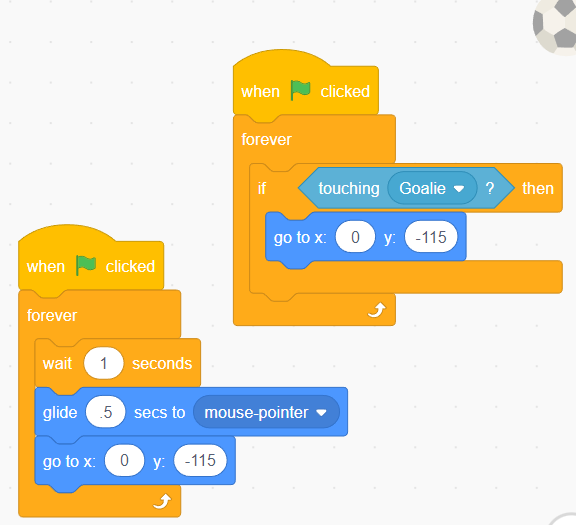 when clicked
forever
if touching Goalie ? then
go to x: 0 y: -115
when clicked
forever
wait 1 seconds
glide .5 secs to mouse-pointer
go to x: 0 y: -115